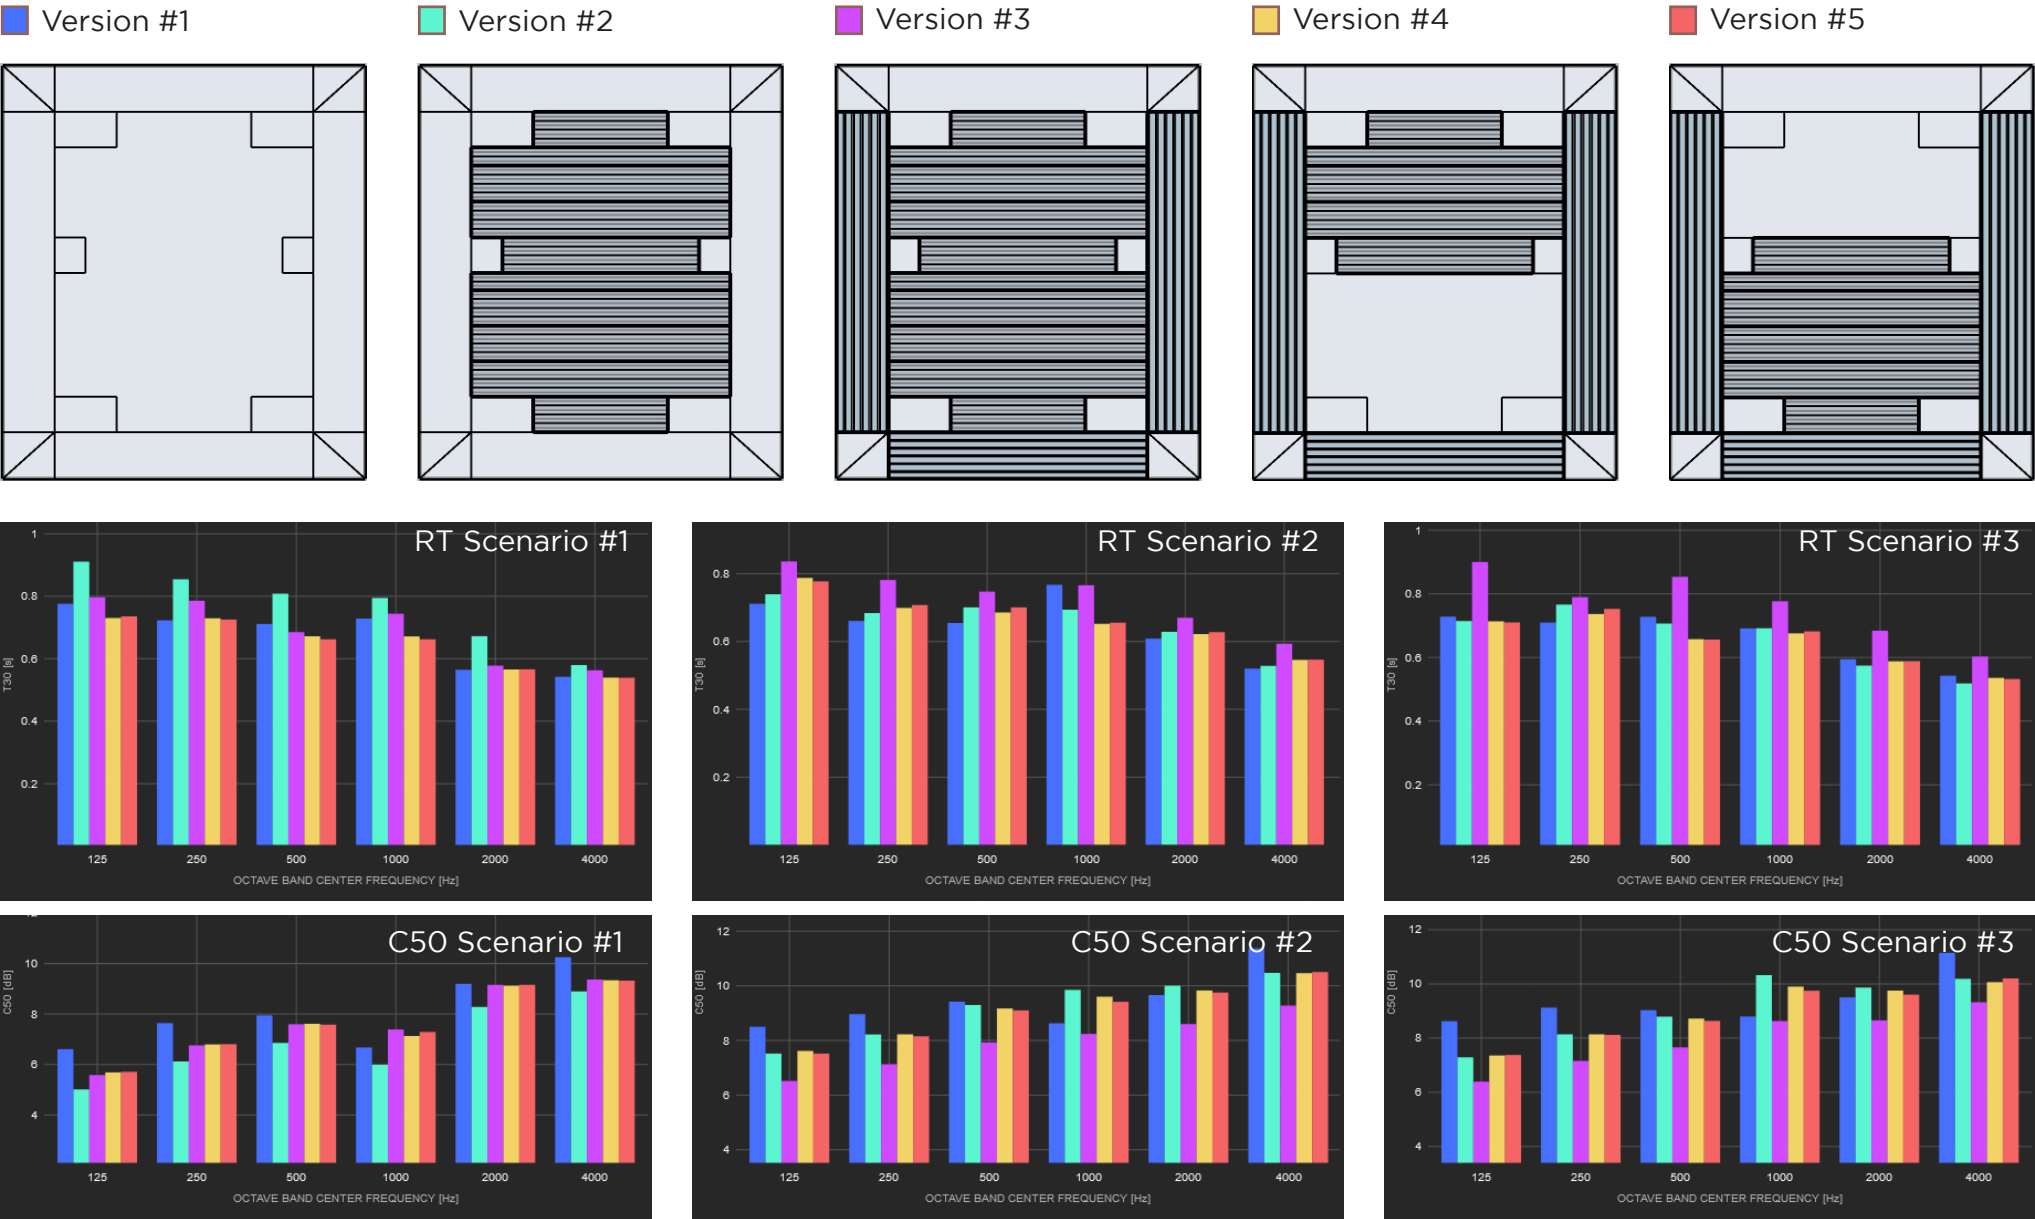 Version #1
Version #2
Version #3
Version #4
Version #5
RT Scenario #1
1
0.8
0.6
0.4
0.2
T30 [s]
125 250 500 1000 2000 4000
OCTAVE BAND CENTER FREQUENCY [Hz]
RT Scenario #2
0.8
0.6
0.4
0.2
T30 [s]
125 250 500 1000 2000 4000
OCTAVE BAND CENTER FREQUENCY [Hz]
RT Scenario #3
1
0.8
0.6
0.4
0.2
T30 [s]
125 250 500 1000 2000 4000
OCTAVE BAND CENTER FREQUENCY [Hz]
C50 Scenario #1
10
8
6
4
C50 [dB]
125 250 500 1000 2000 4000
OCTAVE BAND CENTER FREQUENCY [Hz]
C50 Scenario #2
12
10
8
6
4
C50 [dB]
125 250 500 1000 2000 4000
OCTAVE BAND CENTER FREQUENCY [Hz]
C50 Scenario #3
12
10
8
6
4
C50 [dB]
125 250 500 1000 2000 4000
OCTAVE BAND CENTER FREQUENCY [Hz]